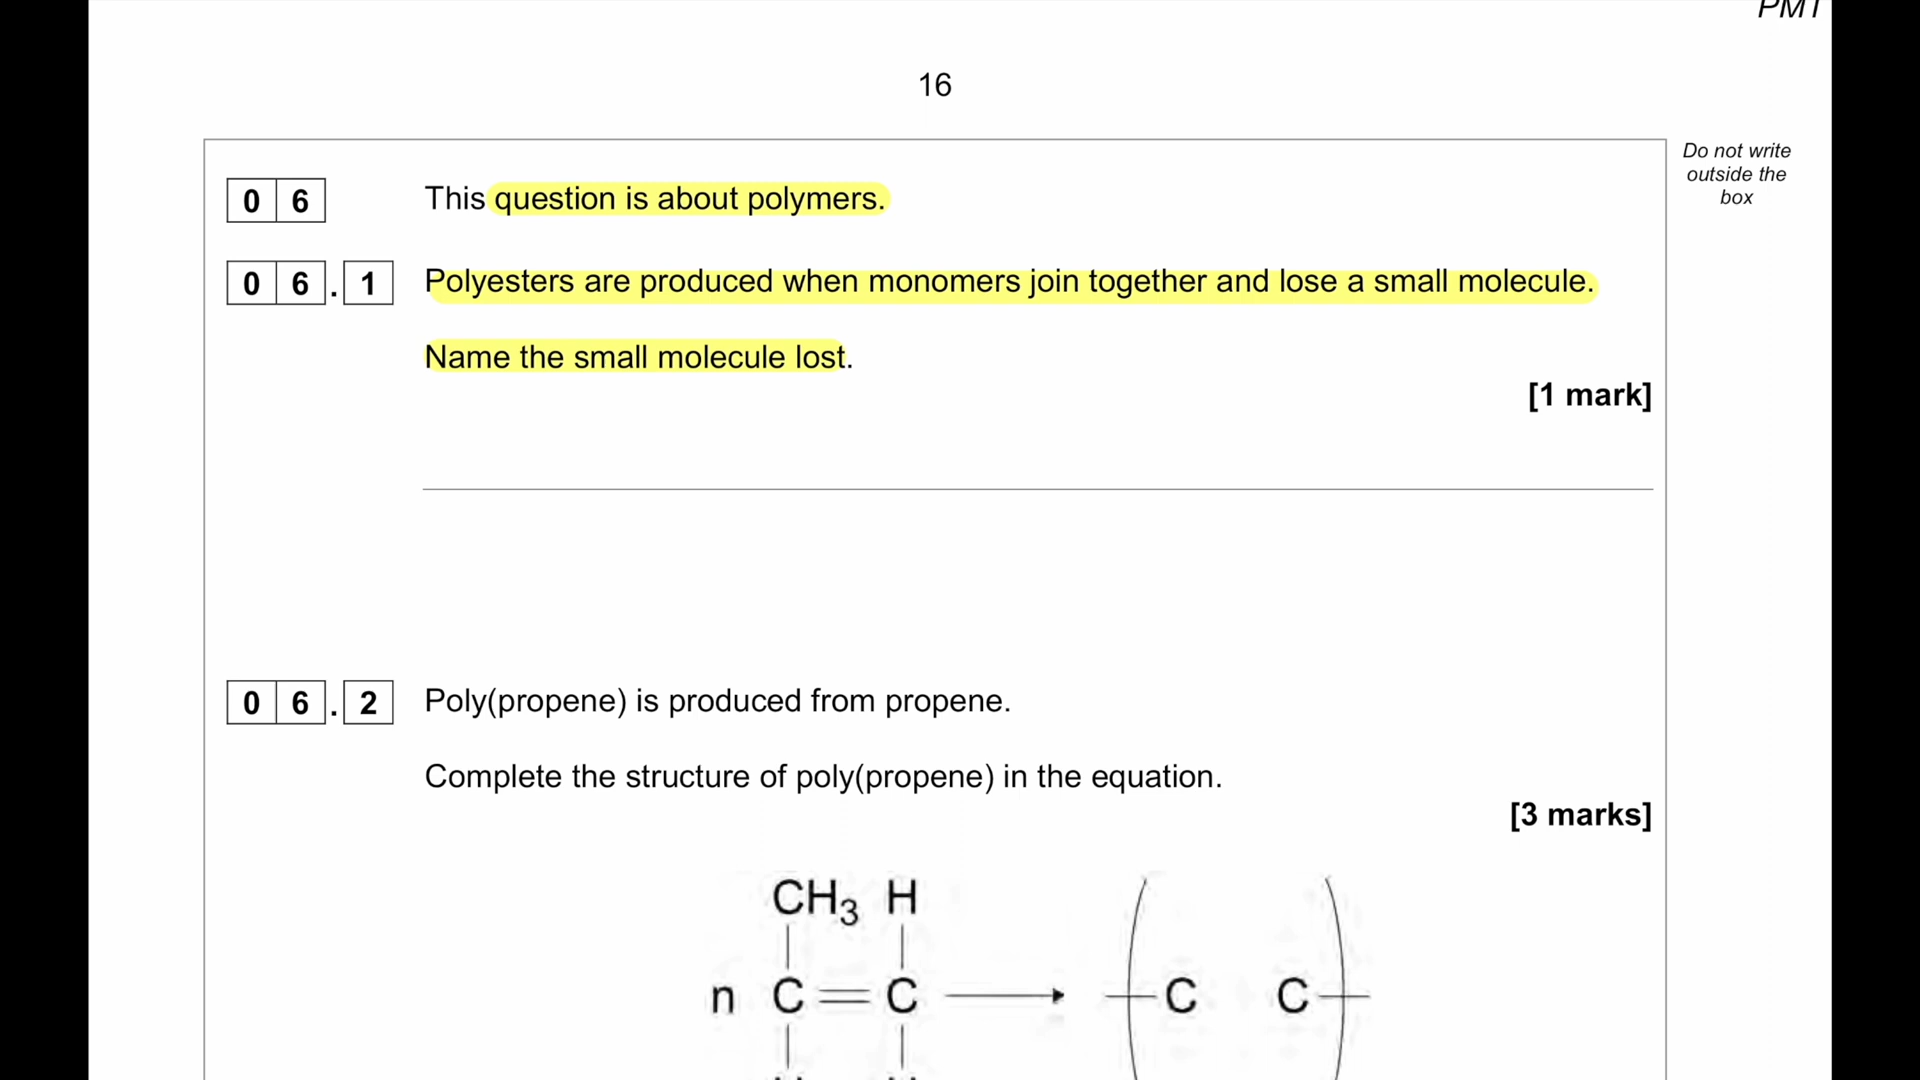 PMT
16
Do not write
outside the
box
0 6
This question is about polymers.
0 6 . 1
Polyesters are produced when monomers join together and lose a small molecule.
Name the small molecule lost.
[1 mark]
0 6 . 2
Poly(propene) is produced from propene.
Complete the structure of poly(propene) in the equation.
[3 marks]
CH₃ H
n C C C C